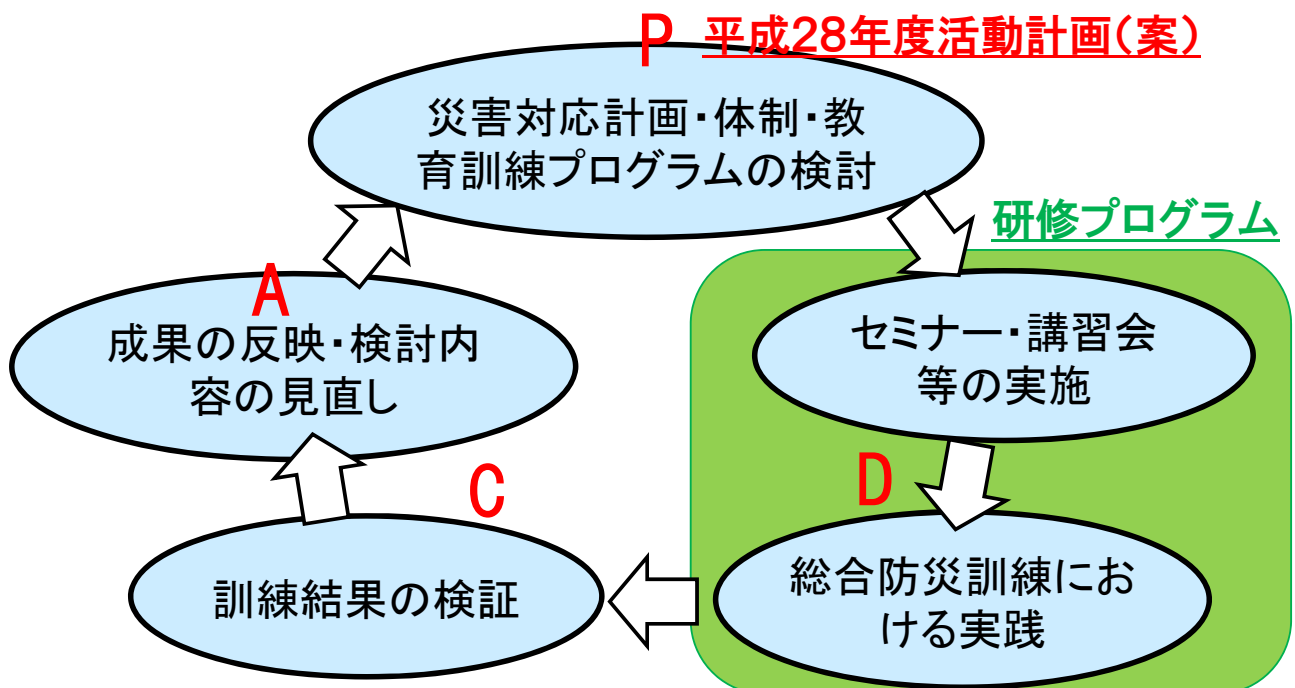 P 平成28年度活動計画(案)
災害対応計画・体制・教
育訓練プログラムの検討
研修プログラム
セミナー・講習会
等の実施
D
総合防災訓練にお
ける実践
C
訓練結果の検証
A
成果の反映・検討内
容の見直し